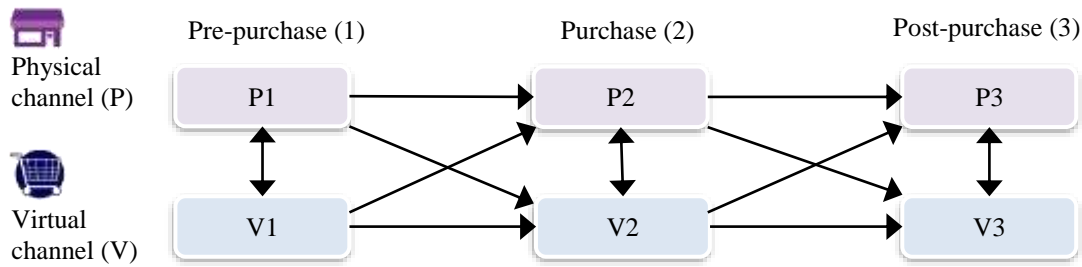 Pre-purchase (1) Purchase (2) Post-purchase (3)
Physical
channel (P)
P1 P2 P3
Virtual
channel (V)
V1 V2 V3